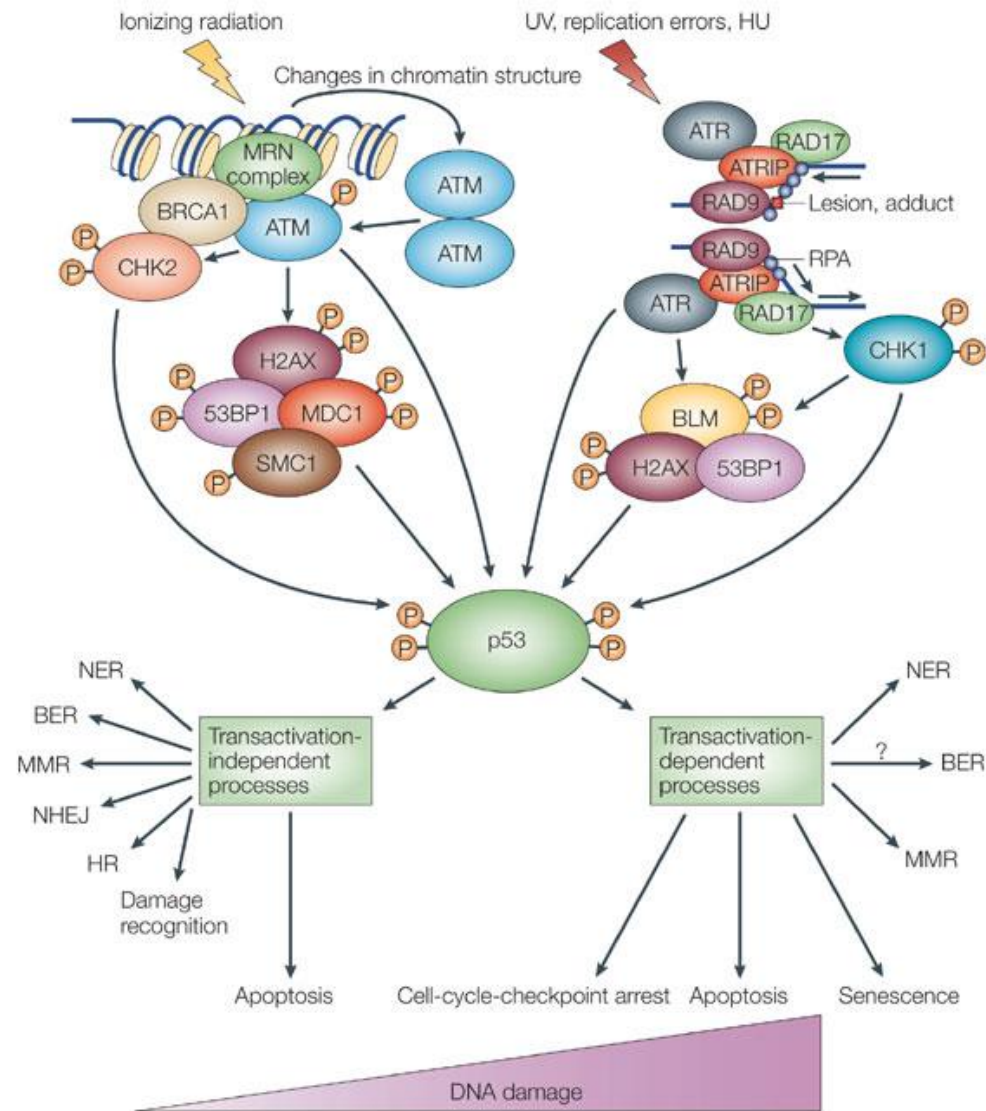 Ionizing radiation
UV, replication errors, HU
Changes in chromatin structure
MRN
complex
BRCA1
ATM
P
CHK2
P
P
ATM
ATM
ATR
RAD17
ATRIP
RAD9
Lesion, adduct
RAD9
RPA
ATRIP
ATR
RAD17
CHK1
P
P
H2AX
P
P
53BP1
P
P
MDC1
P
P
SMC1
P
BLM
P
P
H2AX
P
P
53BP1
p53
P
P
P
P
NER
BER
MMR
NHEJ
HR
Damage
recognition
Transactivation-
independent
processes
Transactivation-
dependent
processes
NER
?
BER
MMR
Apoptosis
Cell-cycle-checkpoint arrest
Apoptosis
Senescence
DNA damage